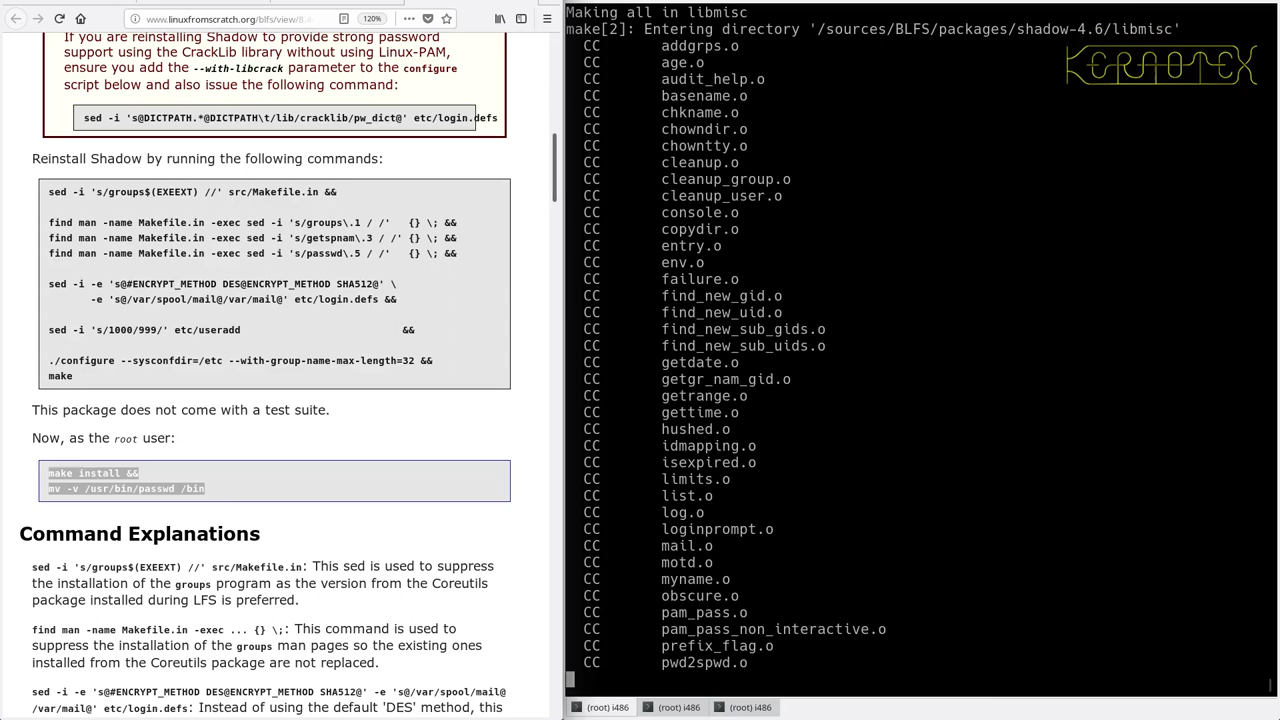 www.linuxfromscratch.org/blfs/view/8.4
120%
If you are reinstalling Shadow to provide strong password
support using the CrackLib library without using Linux-PAM,
ensure you add the --with-libcrack parameter to the configure
script below and also issue the following command:
sed -i 's@DICTPATH.*@DICTPATH\t/lib/cracklib/pw_dict@' etc/login.defs
Reinstall Shadow by running the following commands:
sed -i 's/groups$(EXEEXT) //' src/Makefile.in &&
find man -name Makefile.in -exec sed -i 's/groups\.1 / /'   {} \; &&
find man -name Makefile.in -exec sed -i 's/getspnam\.3 / /' {} \; &&
find man -name Makefile.in -exec sed -i 's/passwd\.5 / /'   {} \; &&
sed -i -e 's@#ENCRYPT_METHOD DES@ENCRYPT_METHOD SHA512@' \
-e 's@/var/spool/mail@/var/mail@' etc/login.defs &&
sed -i 's/1000/999/' etc/useradd &&
./configure --sysconfdir=/etc --with-group-name-max-length=32 &&
make
This package does not come with a test suite.
Now, as the root user:
make install &&
mv -v /usr/bin/passwd /bin
Command Explanations
sed -i 's/groups$(EXEEXT) //' src/Makefile.in: This sed is used to suppress
the installation of the groups program as the version from the Coreutils
package installed during LFS is preferred.
find man -name Makefile.in -exec ... {} \;: This command is used to
suppress the installation of the groups man pages so the existing ones
installed from the Coreutils package are not replaced.
sed -i -e 's@#ENCRYPT_METHOD DES@ENCRYPT_METHOD SHA512@' -e 's@/var/spool/mail@
/var/mail@' etc/login.defs: Instead of using the default 'DES' method, this
Making all in libmisc
make[2]: Entering directory '/sources/BLFS/packages/shadow-4.6/libmisc'
CC addgrps.o
CC age.o
CC audit_help.o
CC basename.o
CC chkname.o
CC chowndir.o
CC chowntty.o
CC cleanup.o
CC cleanup_group.o
CC cleanup_user.o
CC console.o
CC copydir.o
CC entry.o
CC env.o
CC failure.o
CC find_new_gid.o
CC find_new_uid.o
CC find_new_sub_gids.o
CC find_new_sub_uids.o
CC getdate.o
CC getgr_nam_gid.o
CC getrange.o
CC gettime.o
CC hushed.o
CC idmapping.o
CC isexpired.o
CC limits.o
CC list.o
CC log.o
CC loginprompt.o
CC mail.o
CC motd.o
CC myname.o
CC obscure.o
CC pam_pass.o
CC pam_pass_non_interactive.o
CC prefix_flag.o
CC pwd2spwd.o
(root) i486
(root) i486
(root) i486